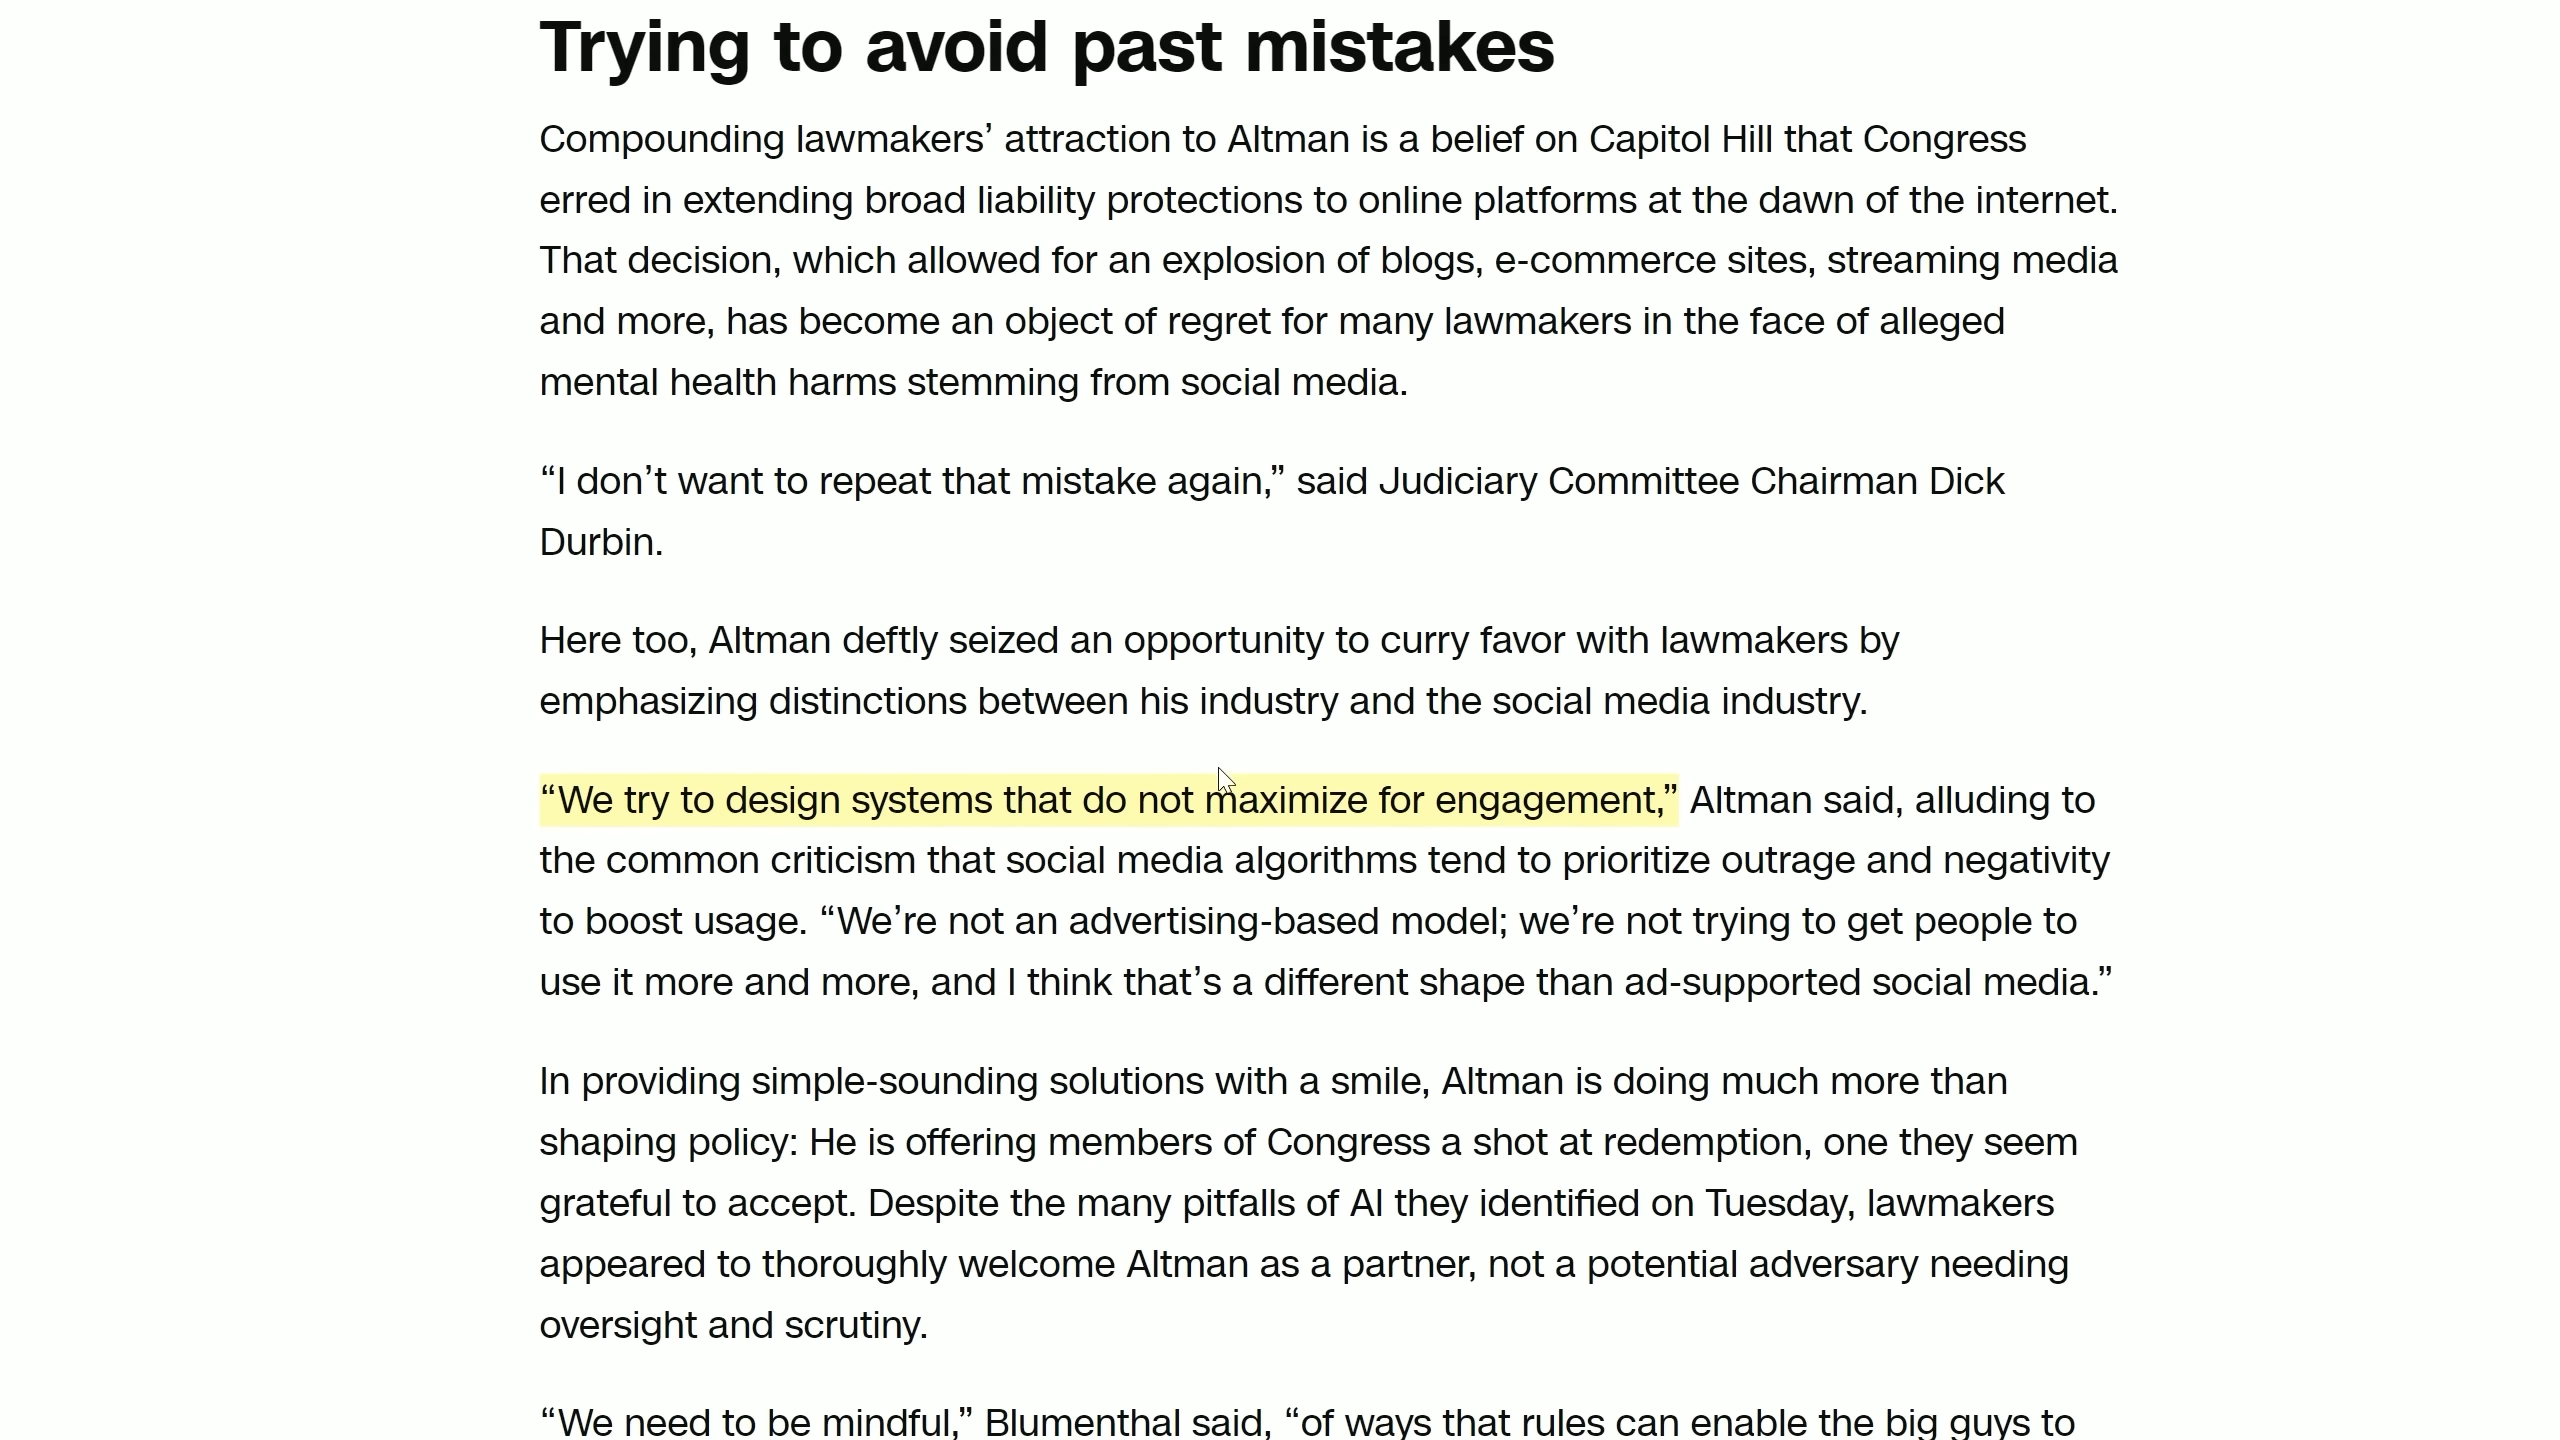 Trying to avoid past mistakes
Compounding lawmakers’ attraction to Altman is a belief on Capitol Hill that Congress
erred in extending broad liability protections to online platforms at the dawn of the internet.
That decision, which allowed for an explosion of blogs, e-commerce sites, streaming media
and more, has become an object of regret for many lawmakers in the face of alleged
mental health harms stemming from social media.
“I don’t want to repeat that mistake again,” said Judiciary Committee Chairman Dick
Durbin.
Here too, Altman deftly seized an opportunity to curry favor with lawmakers by
emphasizing distinctions between his industry and the social media industry.
“We try to design systems that do not maximize for engagement,” Altman said, alluding to
the common criticism that social media algorithms tend to prioritize outrage and negativity
to boost usage. “We’re not an advertising-based model; we’re not trying to get people to
use it more and more, and I think that’s a different shape than ad-supported social media.”
In providing simple-sounding solutions with a smile, Altman is doing much more than
shaping policy: He is offering members of Congress a shot at redemption, one they seem
grateful to accept. Despite the many pitfalls of AI they identified on Tuesday, lawmakers
appeared to thoroughly welcome Altman as a partner, not a potential adversary needing
oversight and scrutiny.
“We need to be mindful,” Blumenthal said, “of ways that rules can enable the big guys to